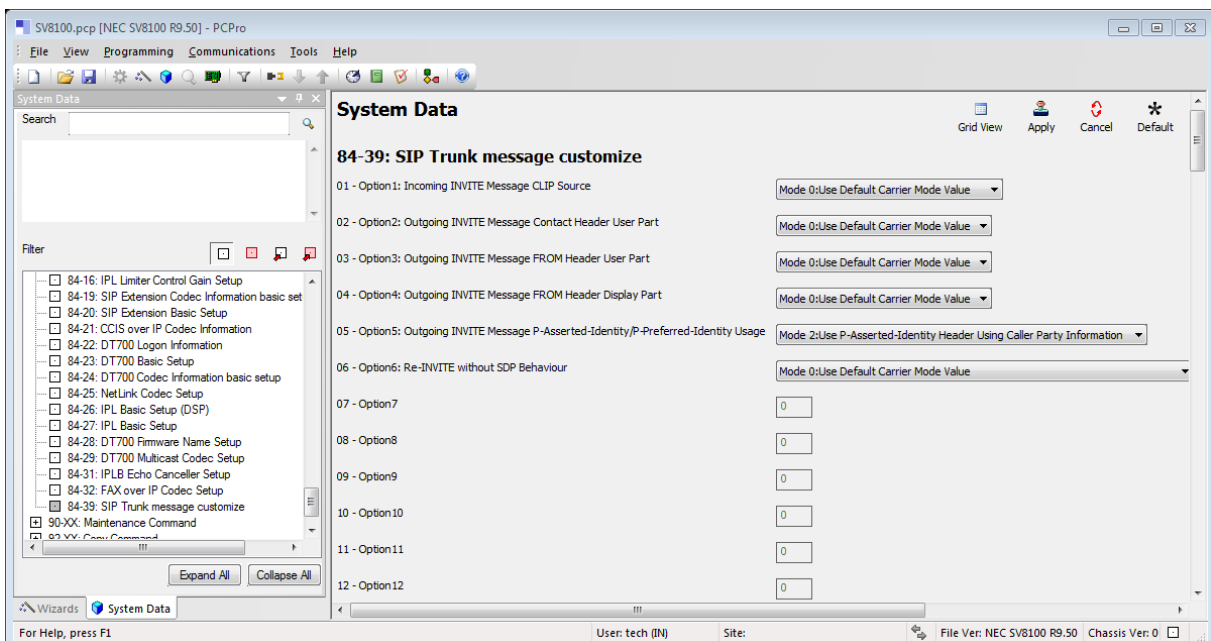 SV8100.pcp [NEC SV8100 R9.50] - PCPro
File View Programming Communications Tools Help
System Data
Search
Filter
84-16: IPL Limiter Control Gain Setup
84-19: SIP Extension Codec Information basic set
84-20: SIP Extension Basic Setup
84-21: CCIS over IP Codec Information
84-22: DT700 Logon Information
84-23: DT700 Basic Setup
84-24: DT700 Codec Information basic setup
84-25: NetLink Codec Setup
84-26: IPL Basic Setup (DSP)
84-27: IPL Basic Setup
84-28: DT700 Firmware Name Setup
84-29: DT700 Multicast Codec Setup
84-31: IPLB Echo Canceller Setup
84-32: FAX over IP Codec Setup
84-39: SIP Trunk message customize
90-XX: Maintenance Command
92-XX: Copy Command
Expand All Collapse All
Wizards System Data
System Data
Grid View Apply Cancel Default
84-39: SIP Trunk message customize
01 - Option1: Incoming INVITE Message CLIP Source Mode 0:Use Default Carrier Mode Value
02 - Option2: Outgoing INVITE Message Contact Header User Part Mode 0:Use Default Carrier Mode Value
03 - Option3: Outgoing INVITE Message FROM Header User Part Mode 0:Use Default Carrier Mode Value
04 - Option4: Outgoing INVITE Message FROM Header Display Part Mode 0:Use Default Carrier Mode Value
05 - Option5: Outgoing INVITE Message P-Asserted-Identity/P-Preferred-Identity Usage Mode 2:Use P-Asserted-Identity Header Using Caller Party Information
06 - Option6: Re-INVITE without SDP Behaviour Mode 0:Use Default Carrier Mode Value
07 - Option7 0
08 - Option8 0
09 - Option9 0
10 - Option10 0
11 - Option11 0
12 - Option12 0
For Help, press F1 User: tech (IN) Site: File Ver: NEC SV8100 R9.50 Chassis Ver: 0